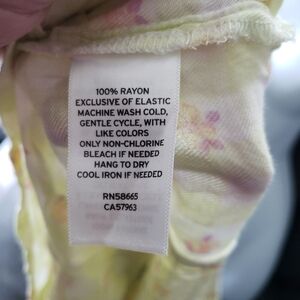 100% RAYON
EXCLUSIVE OF ELASTIC
MACHINE WASH COLD,
GENTLE CYCLE, WITH
LIKE COLORS
ONLY NON-CHLORINE
BLEACH IF NEEDED
HANG TO DRY
COOL IRON IF NEEDED
RN58665
CA57963